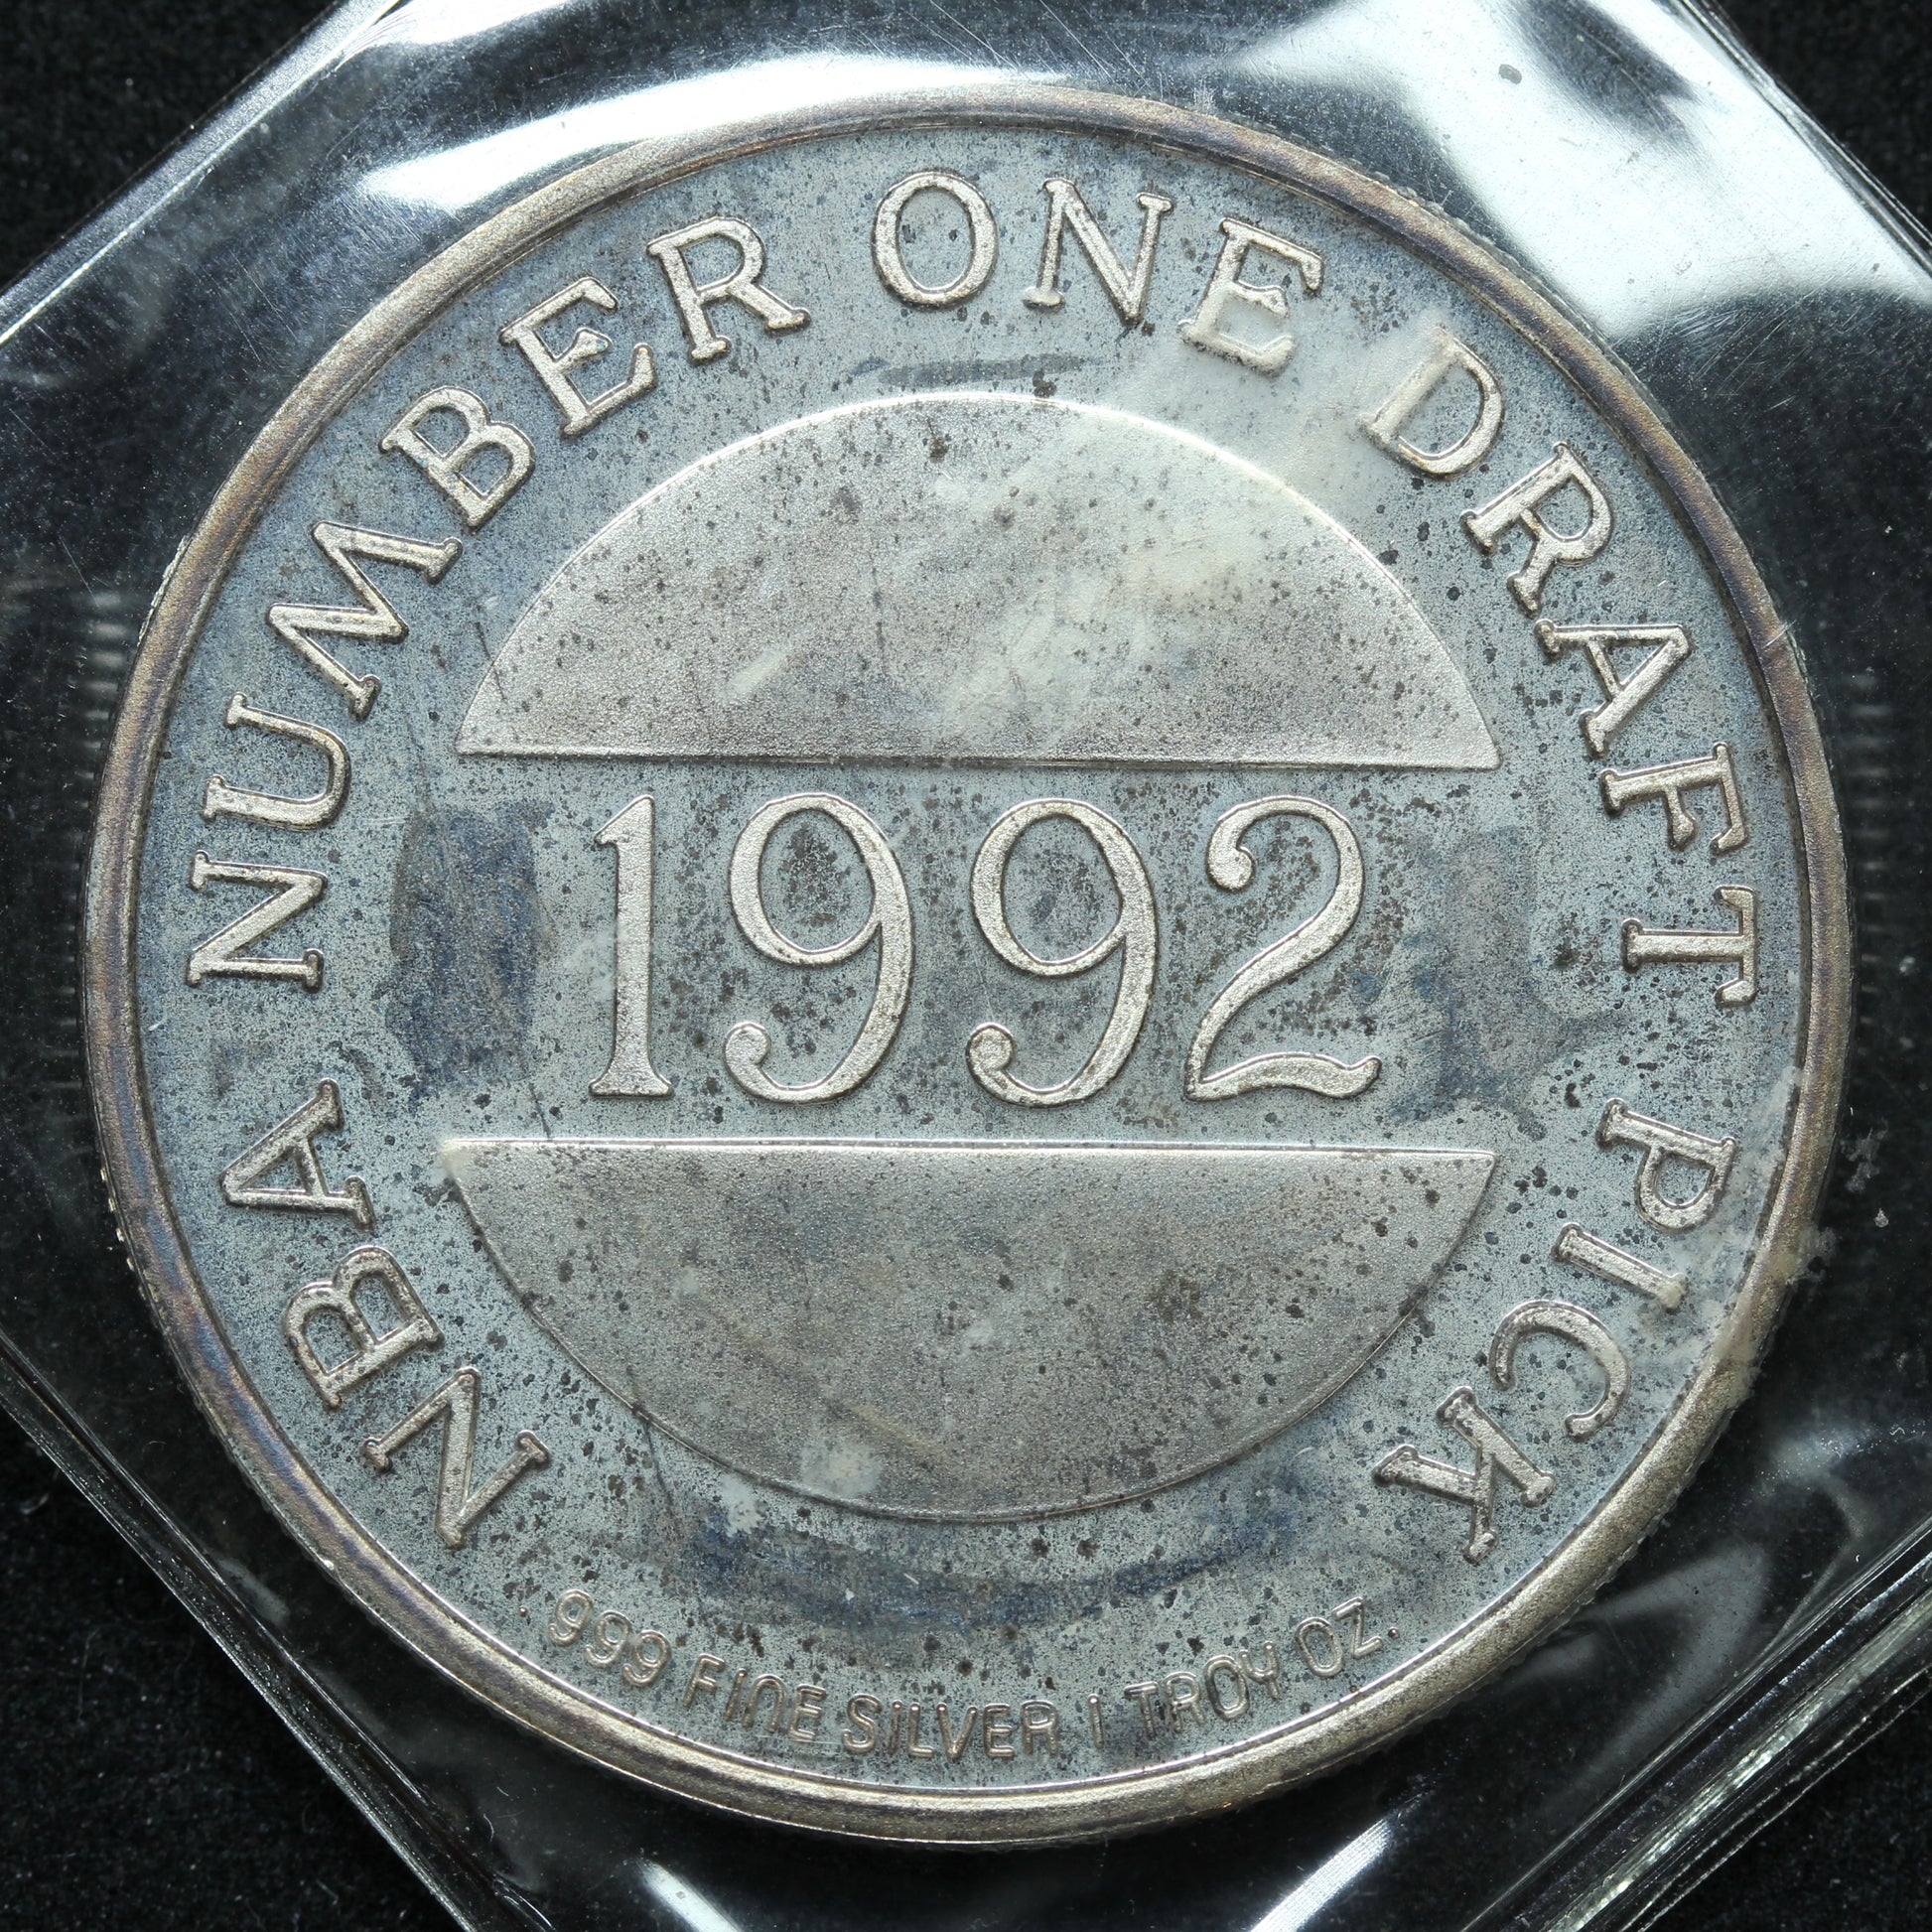 NBA NUMBER ONE DRAFT PICK
1992
999 FINE SILVER 1 TROY OZ.